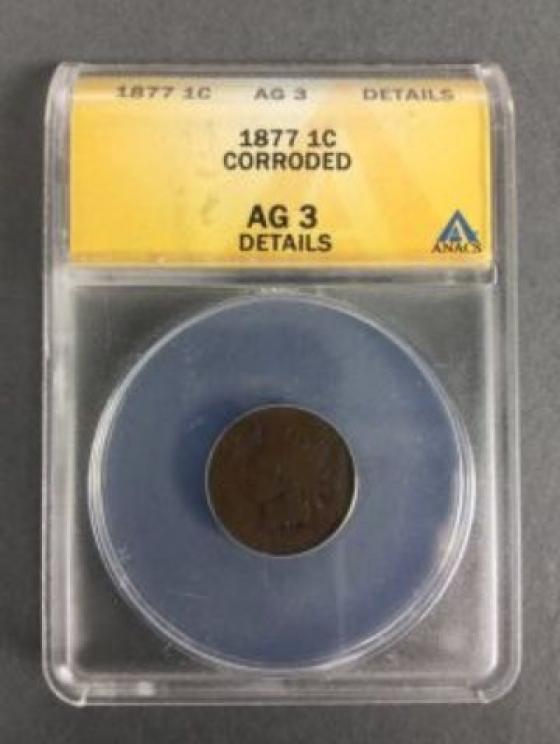 1877 1C AG 3 DETAILS
1877 1C
CORRODED
AG 3
DETAILS
ANACS